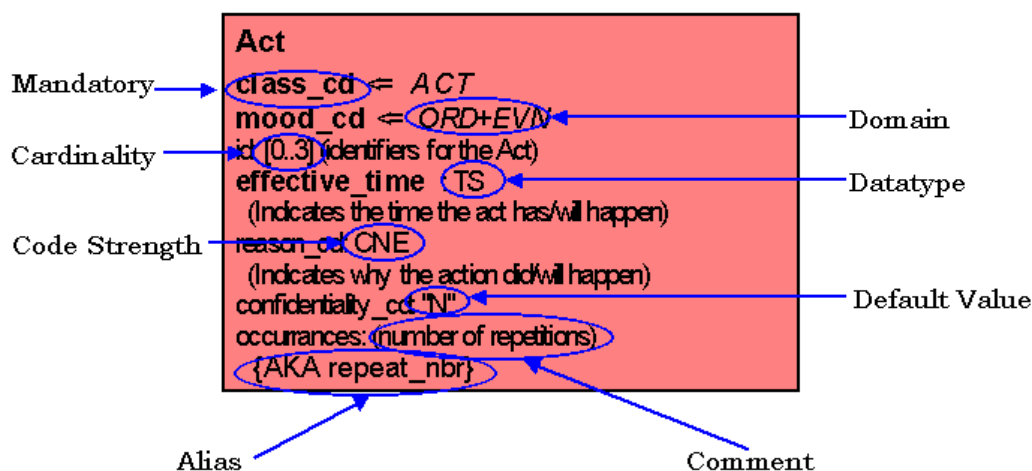 Act
Mandatory
class_cd <= ACT
mood_cd <= ORD+EVN
Domain
Cardinality
id: [0..3] (identifiers for the Act)
effective_time : TS
Datatype
(Indicates the time the act has/will happen)
Code Strength
reason_cd: CNE
(Indicates why the action did/will happen)
confidentiality_cd: "N"
Default Value
occurrances: (number of repetitions)
{AKA repeat_nbr}
Alias
Comment